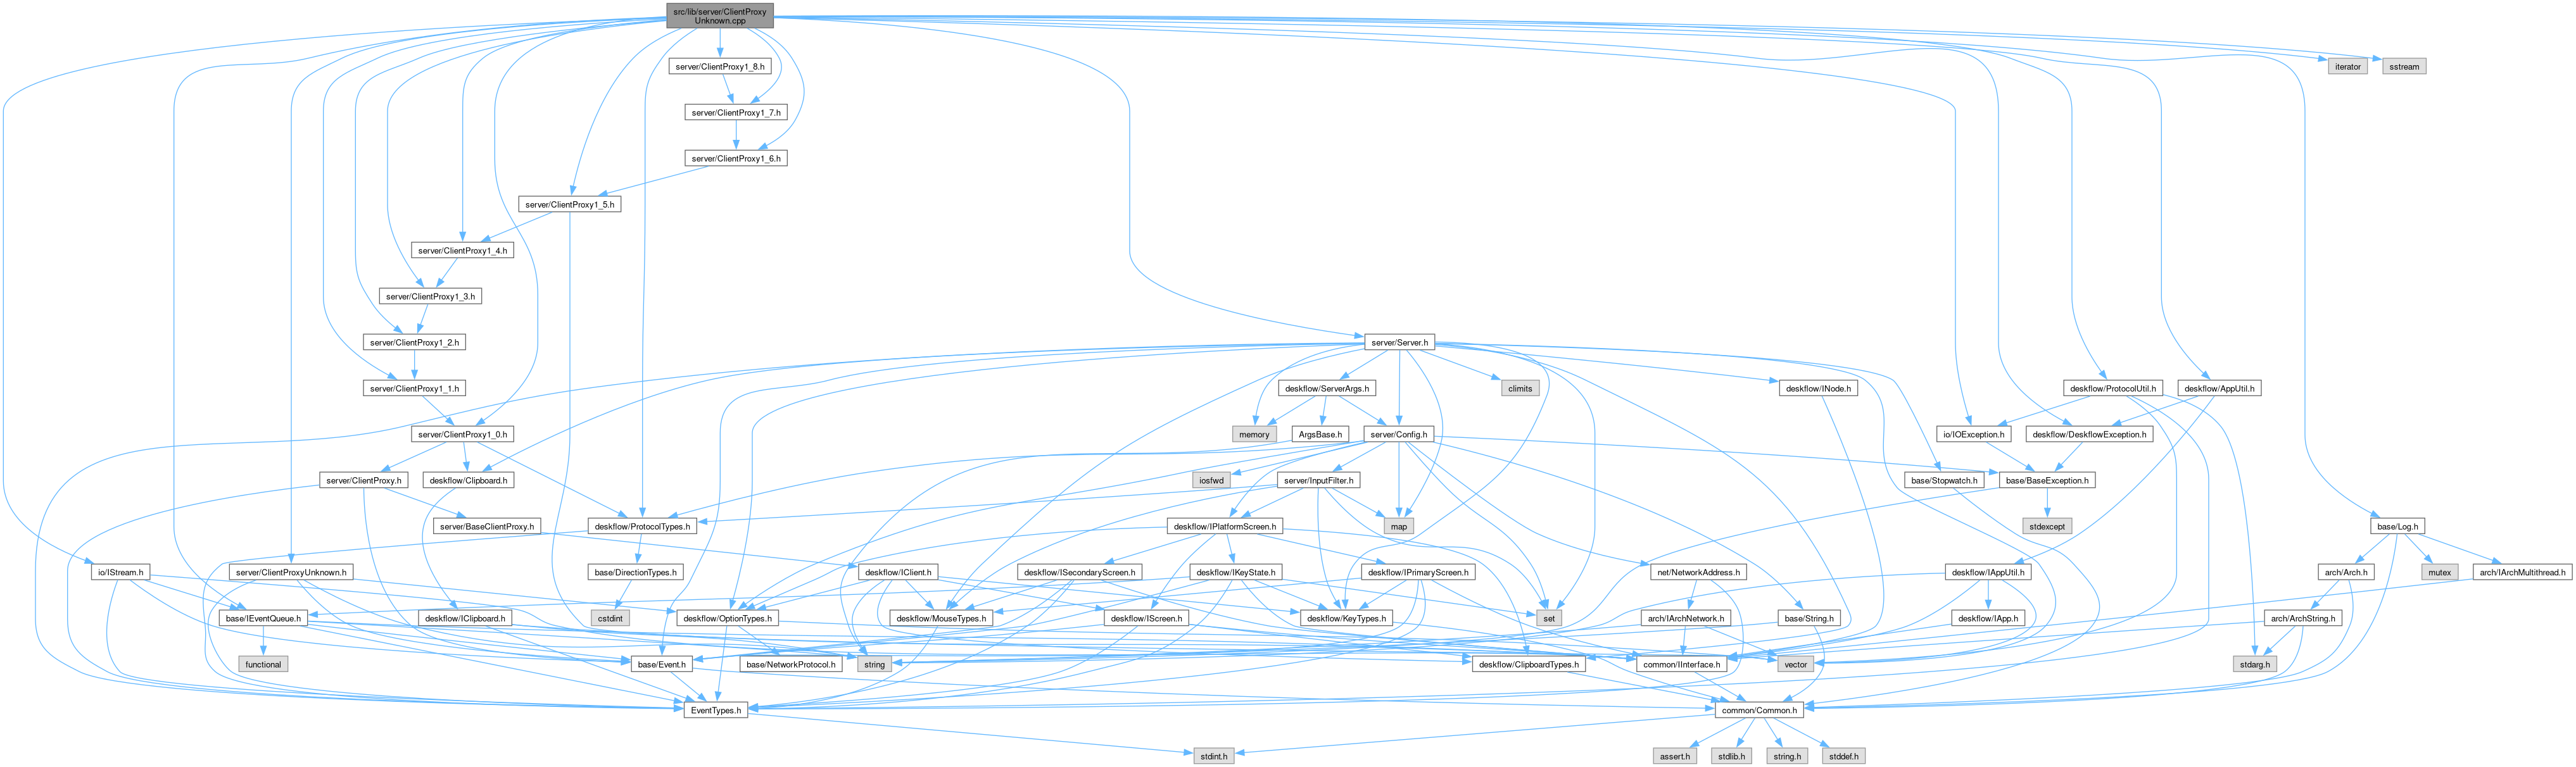 src/lib/server/ClientProxy
Unknown.cpp
server/ClientProxy1_8.h
iterator
sstream
server/ClientProxy1_7.h
server/ClientProxy1_6.h
server/ClientProxy1_5.h
server/ClientProxy1_4.h
server/ClientProxy1_3.h
server/ClientProxy1_2.h
server/Server.h
server/ClientProxy1_1.h
deskflow/ServerArgs.h
climits
deskflow/INode.h
deskflow/ProtocolUtil.h
deskflow/AppUtil.h
server/ClientProxy1_0.h
memory
ArgsBase.h
server/Config.h
io/IOException.h
deskflow/DeskflowException.h
server/ClientProxy.h
deskflow/Clipboard.h
iosfwd
server/InputFilter.h
base/Stopwatch.h
base/BaseException.h
server/BaseClientProxy.h
deskflow/ProtocolTypes.h
deskflow/IPlatformScreen.h
map
stdexcept
base/Log.h
io/IStream.h
server/ClientProxyUnknown.h
base/DirectionTypes.h
deskflow/IClient.h
deskflow/ISecondaryScreen.h
deskflow/IKeyState.h
deskflow/IPrimaryScreen.h
net/NetworkAddress.h
deskflow/IAppUtil.h
arch/Arch.h
mutex
arch/IArchMultithread.h
base/IEventQueue.h
deskflow/IClipboard.h
cstdint
deskflow/OptionTypes.h
deskflow/MouseTypes.h
deskflow/IScreen.h
deskflow/KeyTypes.h
set
arch/IArchNetwork.h
base/String.h
deskflow/IApp.h
arch/ArchString.h
functional
base/Event.h
base/NetworkProtocol.h
string
deskflow/ClipboardTypes.h
common/IInterface.h
vector
stdarg.h
EventTypes.h
common/Common.h
stdint.h
assert.h
stdlib.h
string.h
stddef.h